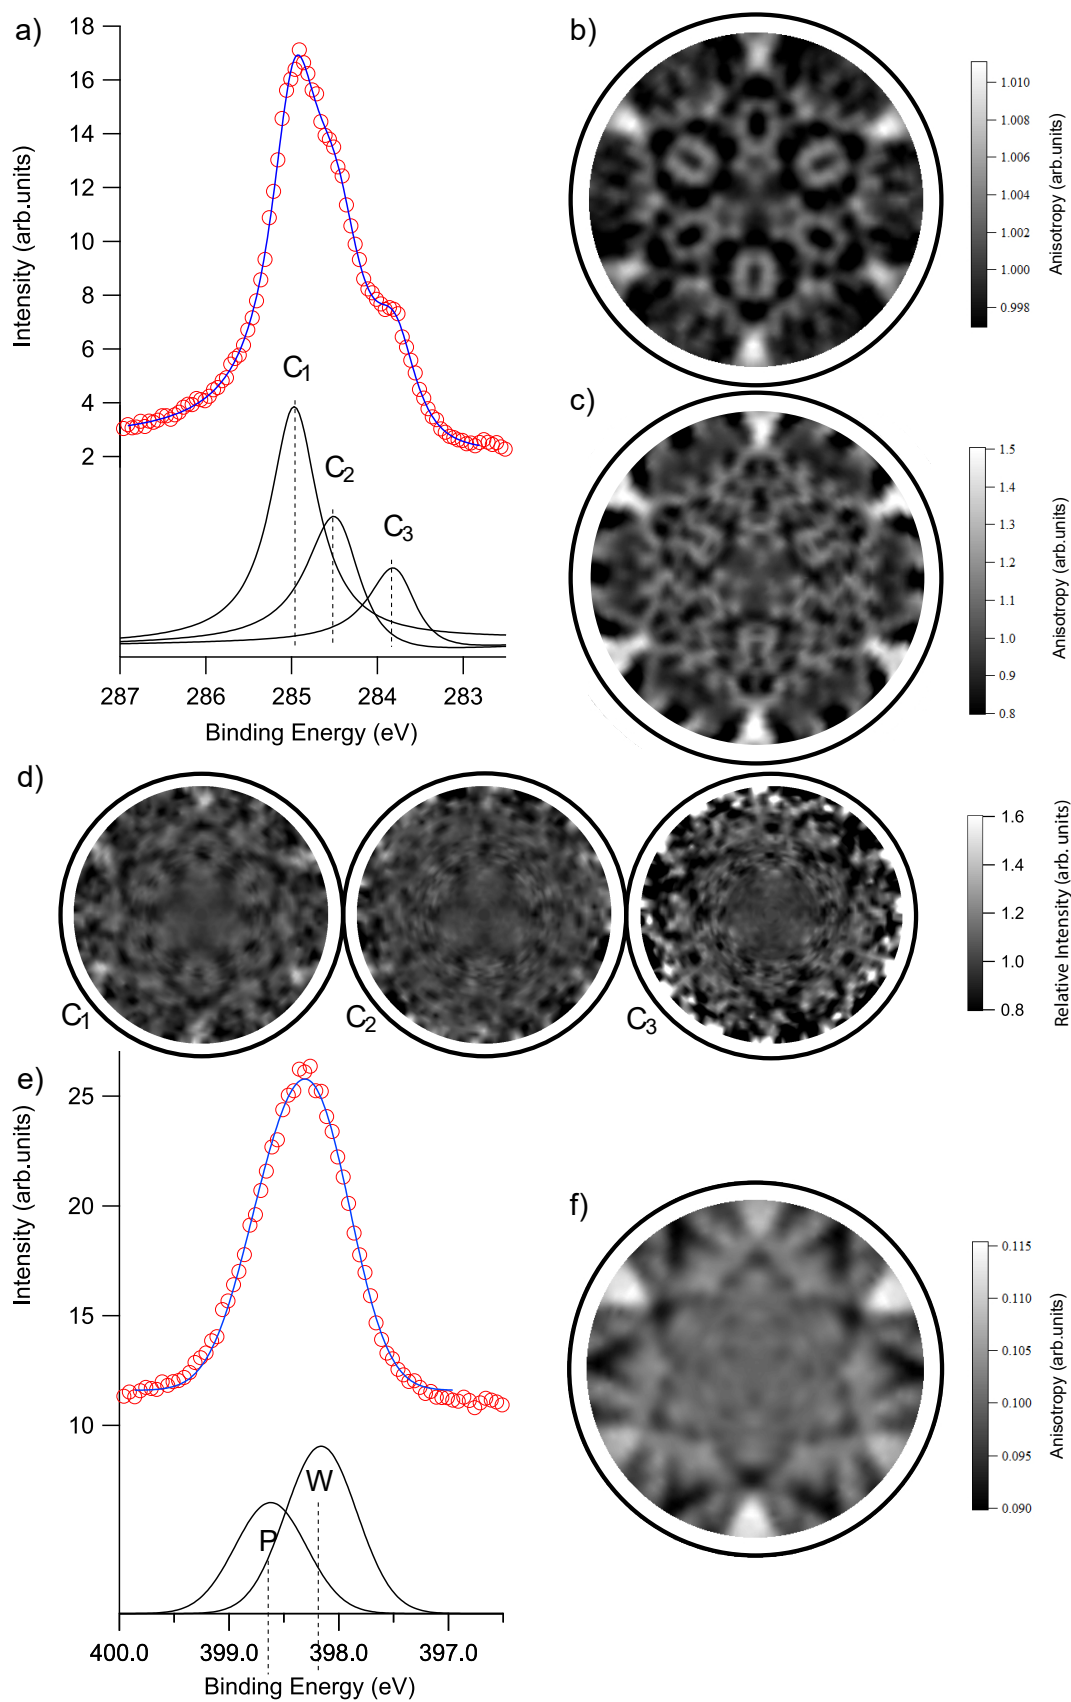 a)
18
16
14
12
10
8
6
4
2
Intensity (arb.units)
C1
C2
C3
287
286
285
284
283
Binding Energy (eV)
b)
1.010
1.008
1.006
1.004
1.002
1.000
0.998
Anisotropy (arb.units)
c)
1.5
1.4
1.3
1.2
1.1
1.0
0.9
0.8
Anisotropy (arb.units)
d)
C1
C2
C3
1.6
1.4
1.2
1.0
0.8
Relative Intensity (arb. units)
e)
25
20
15
10
Intensity (arb.units)
P
W
400.0
399.0
398.0
397.0
Binding Energy (eV)
f)
0.115
0.110
0.105
0.100
0.095
0.090
Anisotropy (arb.units)